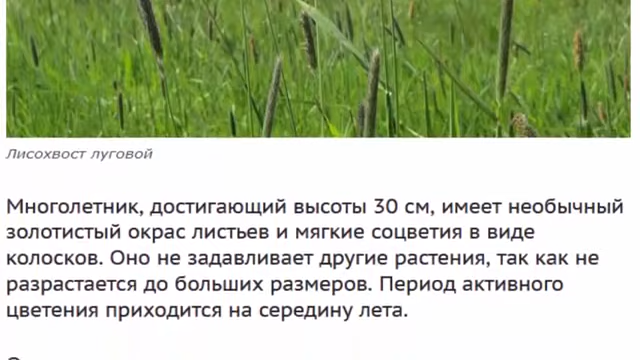 Лисохвост луговой
Многолетник, достигающий высоты 30 см, имеет необычный
золотистый окрас листьев и мягкие соцветия в виде
колосков. Оно не задавливает другие растения, так как не
разрастается до больших размеров. Период активного
цветения приходится на середину лета.